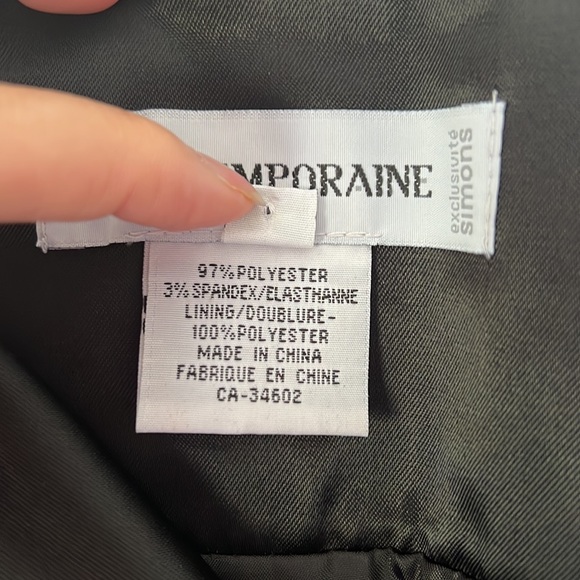 MPORAINE
exclusivité
simons
97%POLYESTER
3%SPANDEX/ELASTHANNE
LINING/DOUBLURE-
100%POLYESTER
MADE IN CHINA
FABRIQUE EN CHINE
CA-34602